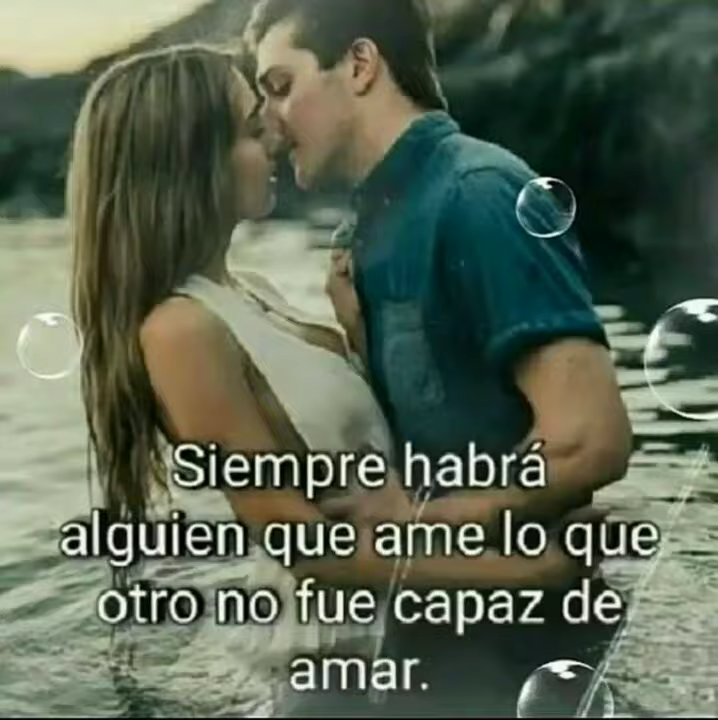 Siempre habrá
alguien que ame lo que
otro no fue capaz de
amar.